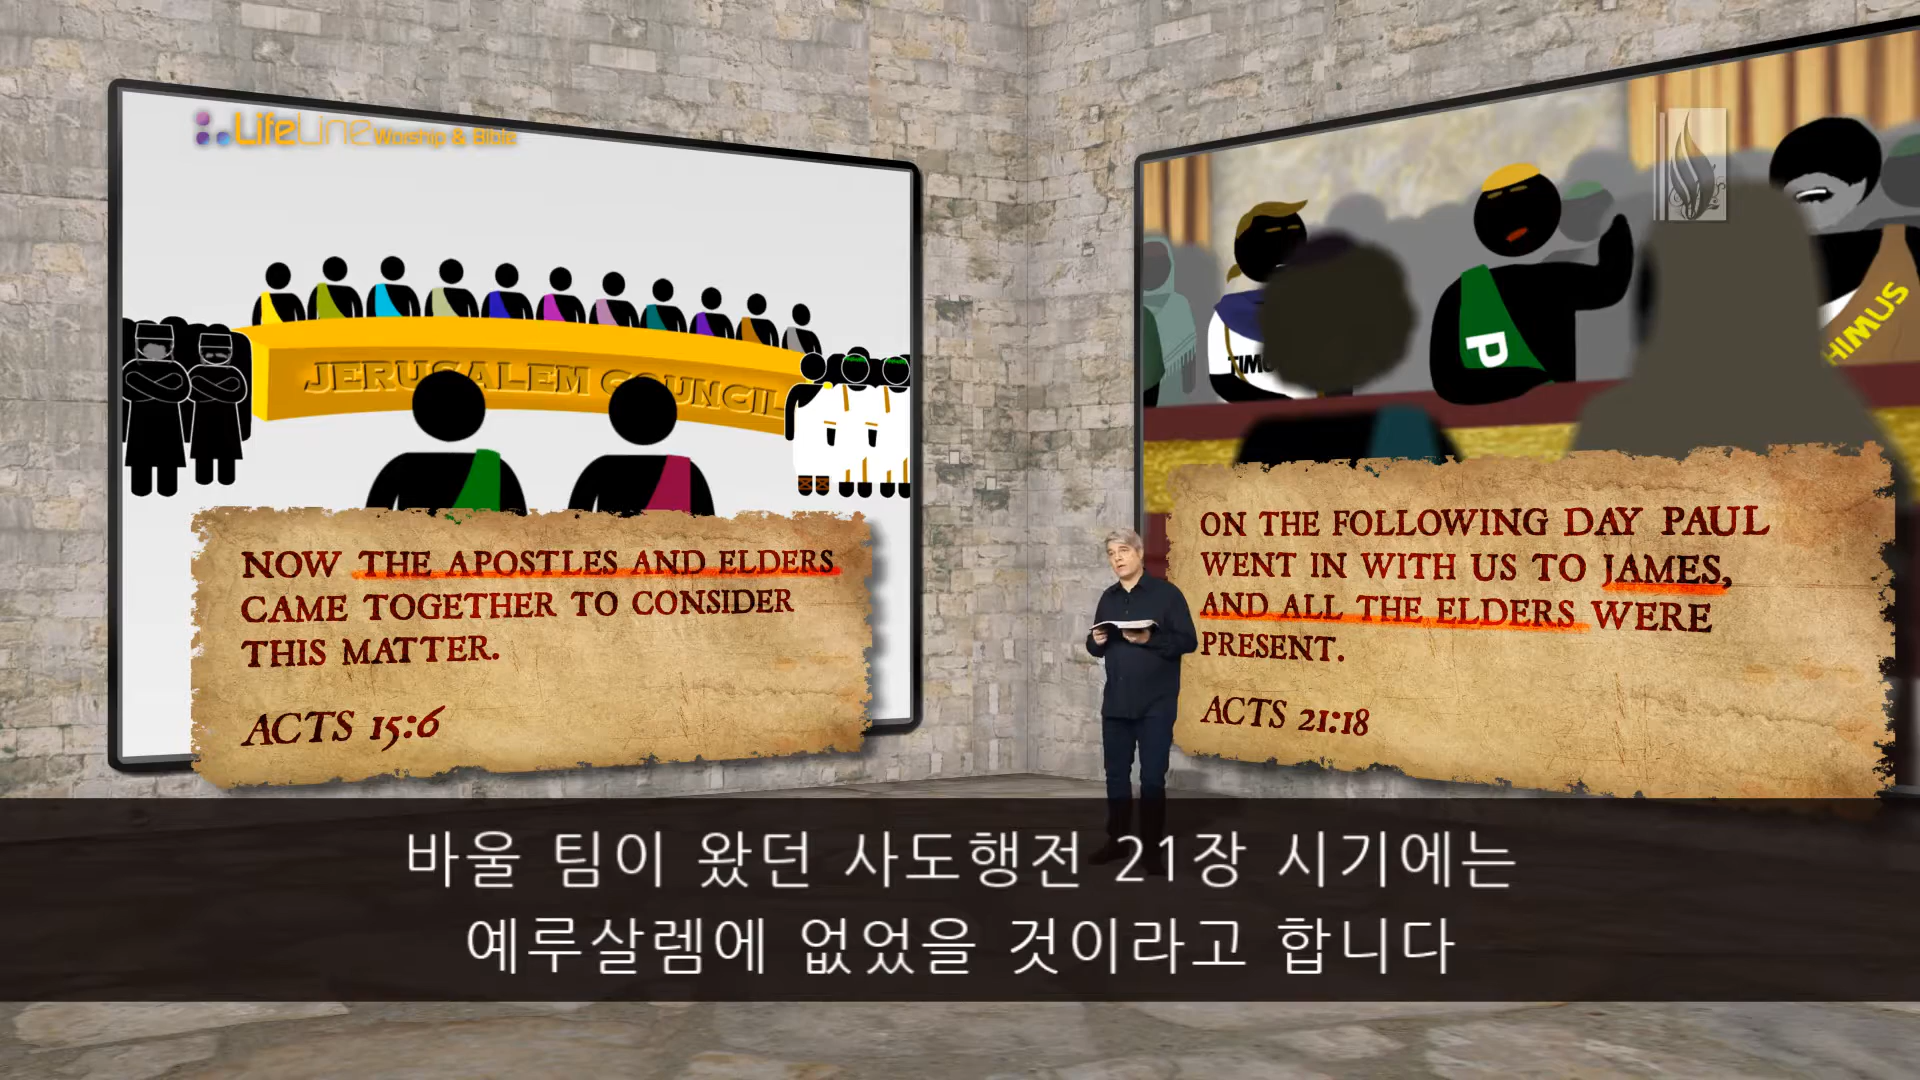 LifeLine Worship & Bible
JERUSALEM COUNCIL
NOW THE APOSTLES AND ELDERS
CAME TOGETHER TO CONSIDER
THIS MATTER.
ACTS 15:6
P
HIMUS
ON THE FOLLOWING DAY PAUL
WENT IN WITH US TO JAMES,
AND ALL THE ELDERS WERE
PRESENT.
ACTS 21:18
바울 팀이 왔던 사도행전 21장 시기에는
예루살렘에 없었을 것이라고 합니다